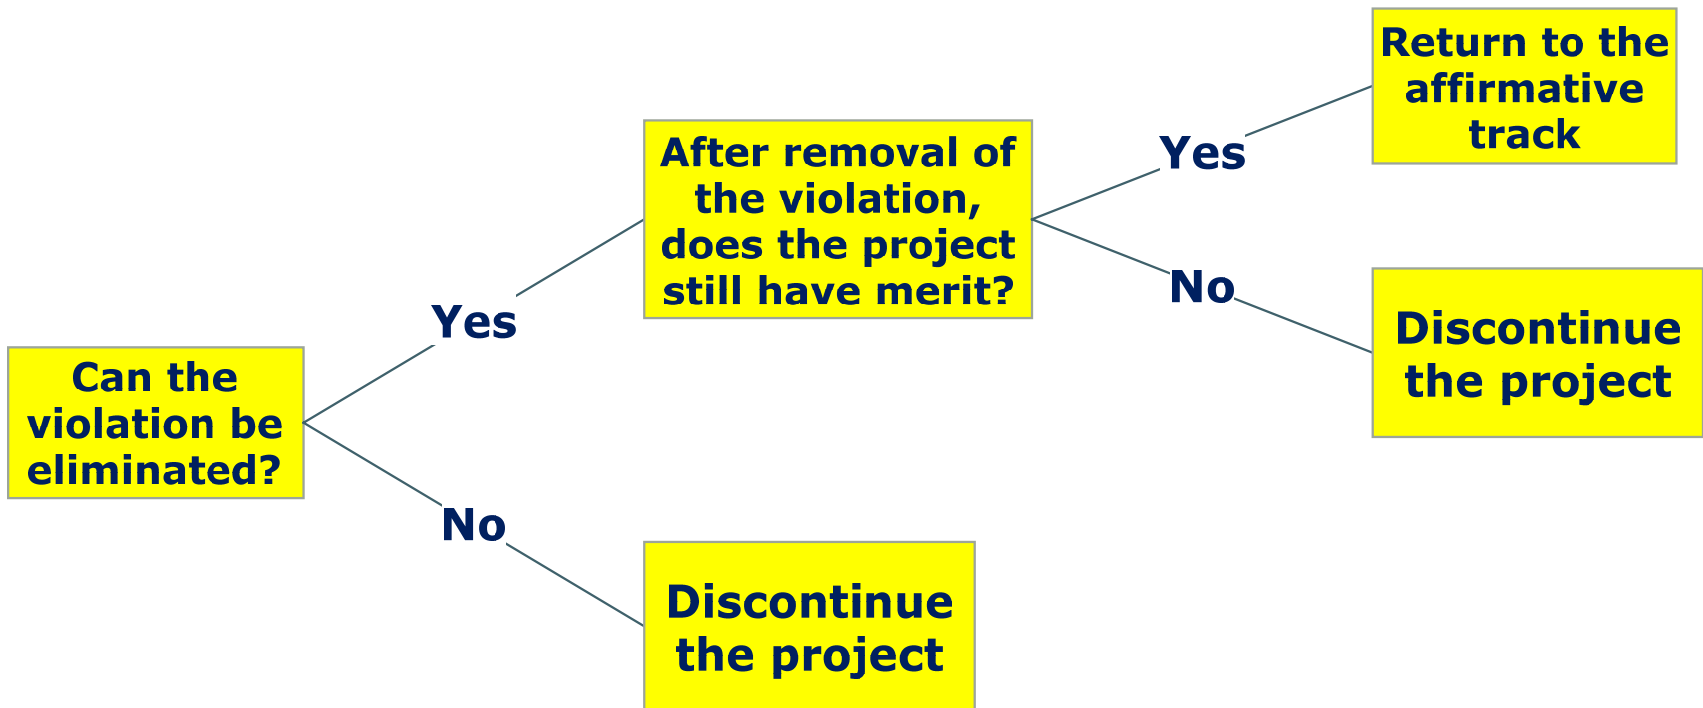 Can the
violation be
eliminated?
Yes
No
After removal of
the violation,
does the project
still have merit?
Discontinue
the project
Yes
No
Return to the
affirmative
track
Discontinue
the project